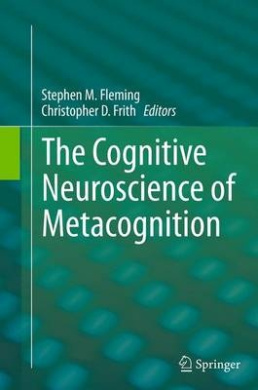 Stephen M. Fleming
Christopher D. Frith Editors
The Cognitive
Neuroscience of
Metacognition
Springer